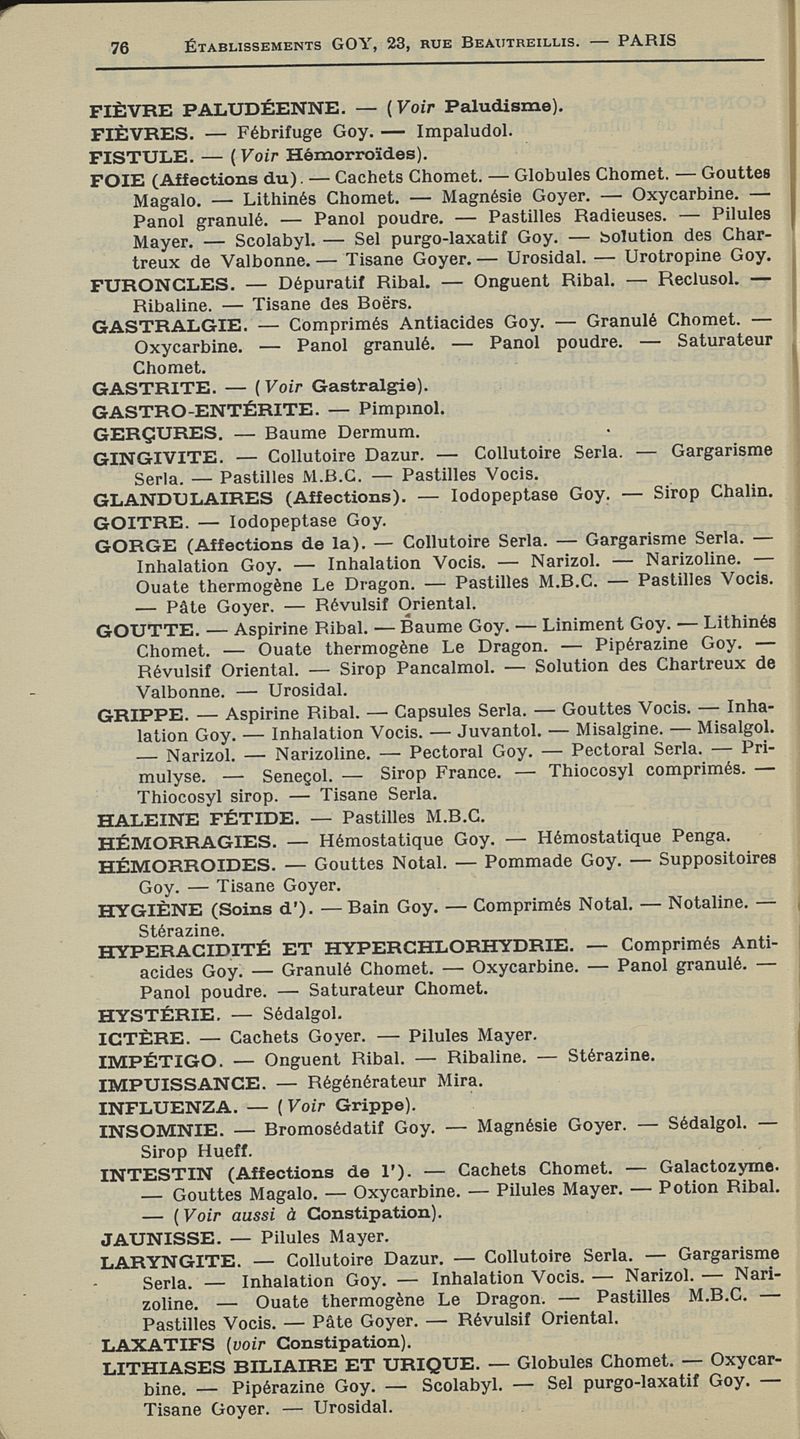 76 ÉTABLISSEMENTS GOY, 23, RUE BEAUTREILLIS. — PARIS
FIÈVRE PALUDÉENNE. — (Voir Paludisme).
FIÈVRES. — Fébrifuge Goy. — Impaludol.
FISTULE. — (Voir Hémorroïdes).
FOIE (Affections du). — Cachets Chomet. — Globules Chomet. — Gouttes
Magalo. — Lithinés Chomet. — Magnésie Goyer. — Oxycarbine. —
Panol granulé. — Panol poudre. — Pastilles Radieuses. — Pilules
Mayer. — Scolabyl. — Sel purgo-laxatif Goy. — Solution des Char-
treux de Valbonne. — Tisane Goyer. — Urosidal. — Urotropine Goy.
FURONCLES. — Dépuratif Ribal. — Onguent Ribal. — Reclusol. —
Ribaline. — Tisane des Boërs.
GASTRALGIE. — Comprimés Antiacides Goy. — Granulé Chomet. —
Oxycarbine. — Panol granulé. — Panol poudre. — Saturateur
Chomet.
GASTRITE. — (Voir Gastralgie).
GASTRO-ENTÉRITE. — Pimpinol.
GERÇURES. — Baume Dermum.
GINGIVITE. — Collutoire Dazur. — Collutoire Serla. — Gargarisme
Serla. — Pastilles M.B.C. — Pastilles Vocis.
GLANDULAIRES (Affections). — Iodopeptase Goy. — Sirop Chalin.
GOITRE. — Iodopeptase Goy.
GORGE (Affections de la). — Collutoire Serla. — Gargarisme Serla. —
Inhalation Goy. — Inhalation Vocis. — Narizol. — Narizoline. —
Ouate thermogène Le Dragon. — Pastilles M.B.C. — Pastilles Vocis.
— Pâte Goyer. — Révulsif Oriental.
GOUTTE. — Aspirine Ribal. — Baume Goy. — Liniment Goy. — Lithinés
Chomet. — Ouate thermogène Le Dragon. — Pipérazine Goy. —
Révulsif Oriental. — Sirop Pancalmol. — Solution des Chartreux de
Valbonne. — Urosidal.
GRIPPE. — Aspirine Ribal. — Capsules Serla. — Gouttes Vocis. — Inha-
lation Goy. — Inhalation Vocis. — Juvantol. — Misalgine. — Misalgol.
— Narizol. — Narizoline. — Pectoral Goy. — Pectoral Serla. — Pri-
mulyse. — Senegol. — Sirop France. — Thiocosyl comprimés. —
Thiocosyl sirop. — Tisane Serla.
HALEINE FÉTIDE. — Pastilles M.B.C.
HÉMORRAGIES. — Hémostatique Goy. — Hémostatique Penga.
HÉMORROIDES. — Gouttes Notal. — Pommade Goy. — Suppositoires
Goy. — Tisane Goyer.
HYGIÈNE (Soins d'). — Bain Goy. — Comprimés Notal. — Notaline. —
Stérazine.
HYPERACIDITÉ ET HYPERCHLORHYDRIE. — Comprimés Anti-
acides Goy. — Granulé Chomet. — Oxycarbine. — Panol granulé. —
Panol poudre. — Saturateur Chomet.
HYSTÉRIE. — Sédalgol.
ICTÈRE. — Cachets Goyer. — Pilules Mayer.
IMPÉTIGO. — Onguent Ribal. — Ribaline. — Stérazine.
IMPUISSANCE. — Régénérateur Mira.
INFLUENZA. — (Voir Grippe).
INSOMNIE. — Bromosédatif Goy. — Magnésie Goyer. — Sédalgol. —
Sirop Hueff.
INTESTIN (Affections de l'). — Cachets Chomet. — Galactozyme.
— Gouttes Magalo. — Oxycarbine. — Pilules Mayer. — Potion Ribal.
— (Voir aussi à Constipation).
JAUNISSE. — Pilules Mayer.
LARYNGITE. — Collutoire Dazur. — Collutoire Serla. — Gargarisme
Serla. — Inhalation Goy. — Inhalation Vocis. — Narizol. — Nari-
zoline. — Ouate thermogène Le Dragon. — Pastilles M.B.C. —
Pastilles Vocis. — Pâte Goyer. — Révulsif Oriental.
LAXATIFS (voir Constipation).
LITHIASES BILIAIRE ET URIQUE. — Globules Chomet. — Oxycar-
bine. — Pipérazine Goy. — Scolabyl. — Sel purgo-laxatif Goy. —
Tisane Goyer. — Urosidal.